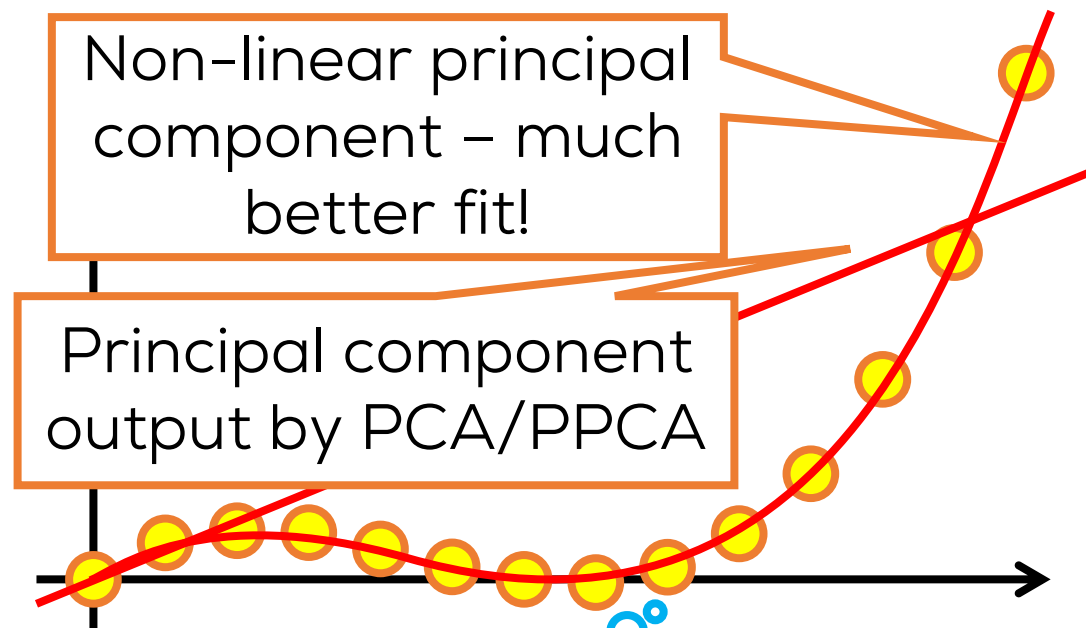 Non-linear principal
component – much
better fit!
Principal component
output by PCA/PPCA